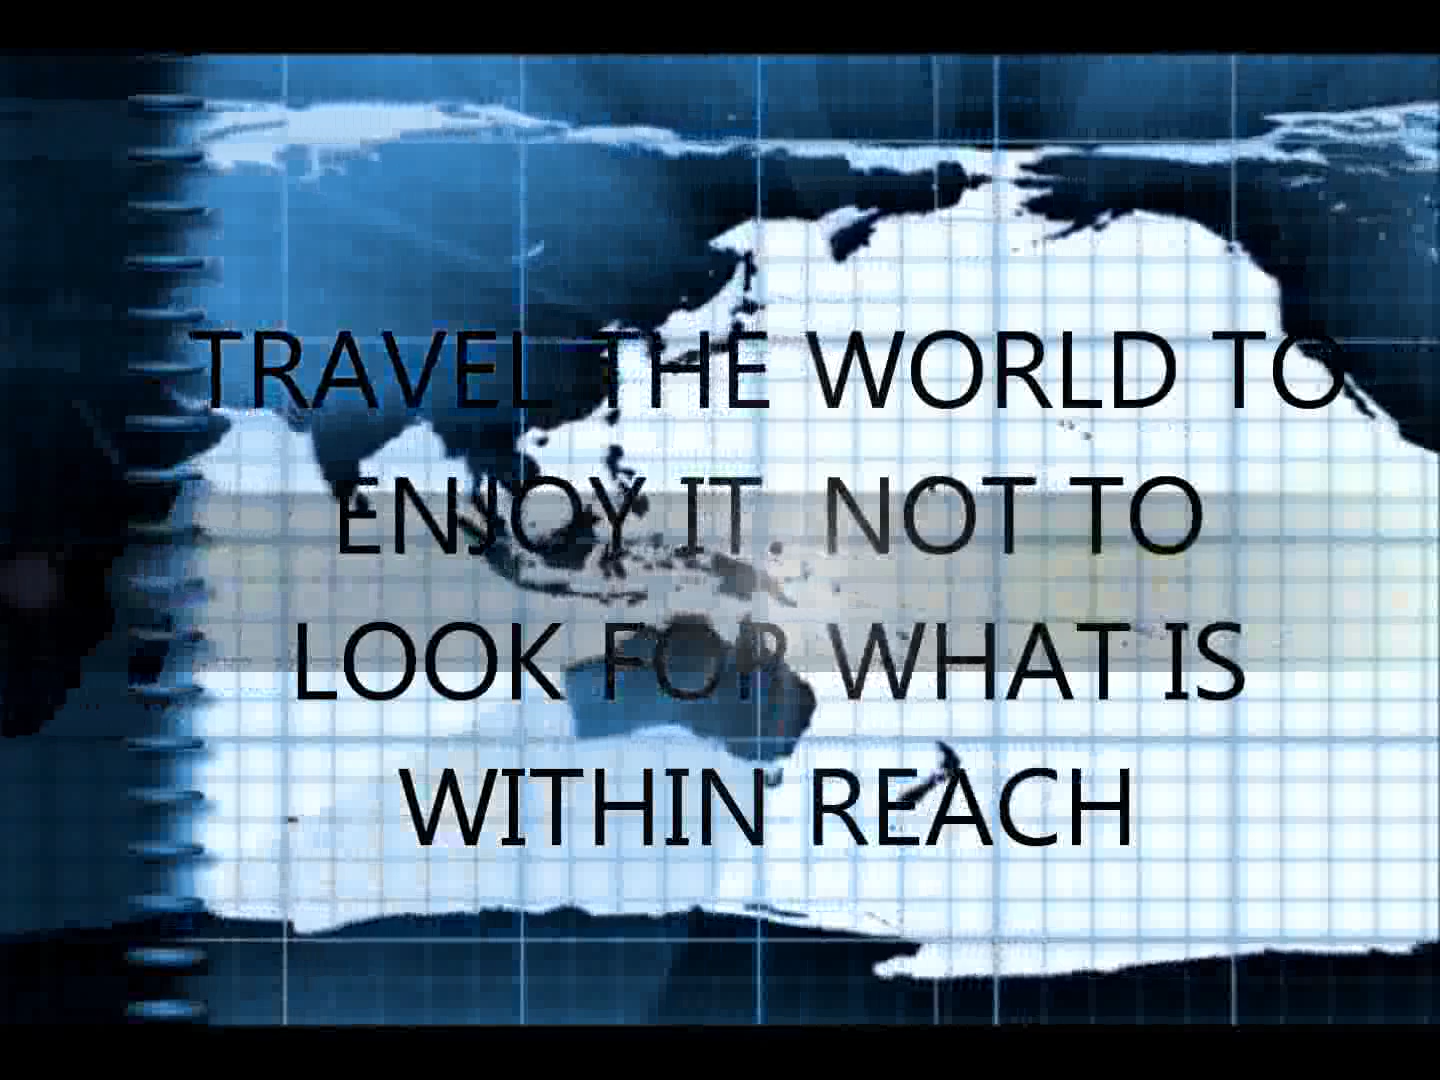 TRAVEL THE WORLD TO
ENJOY IT, NOT TO
LOOK FOR WHAT IS
WITHIN REACH